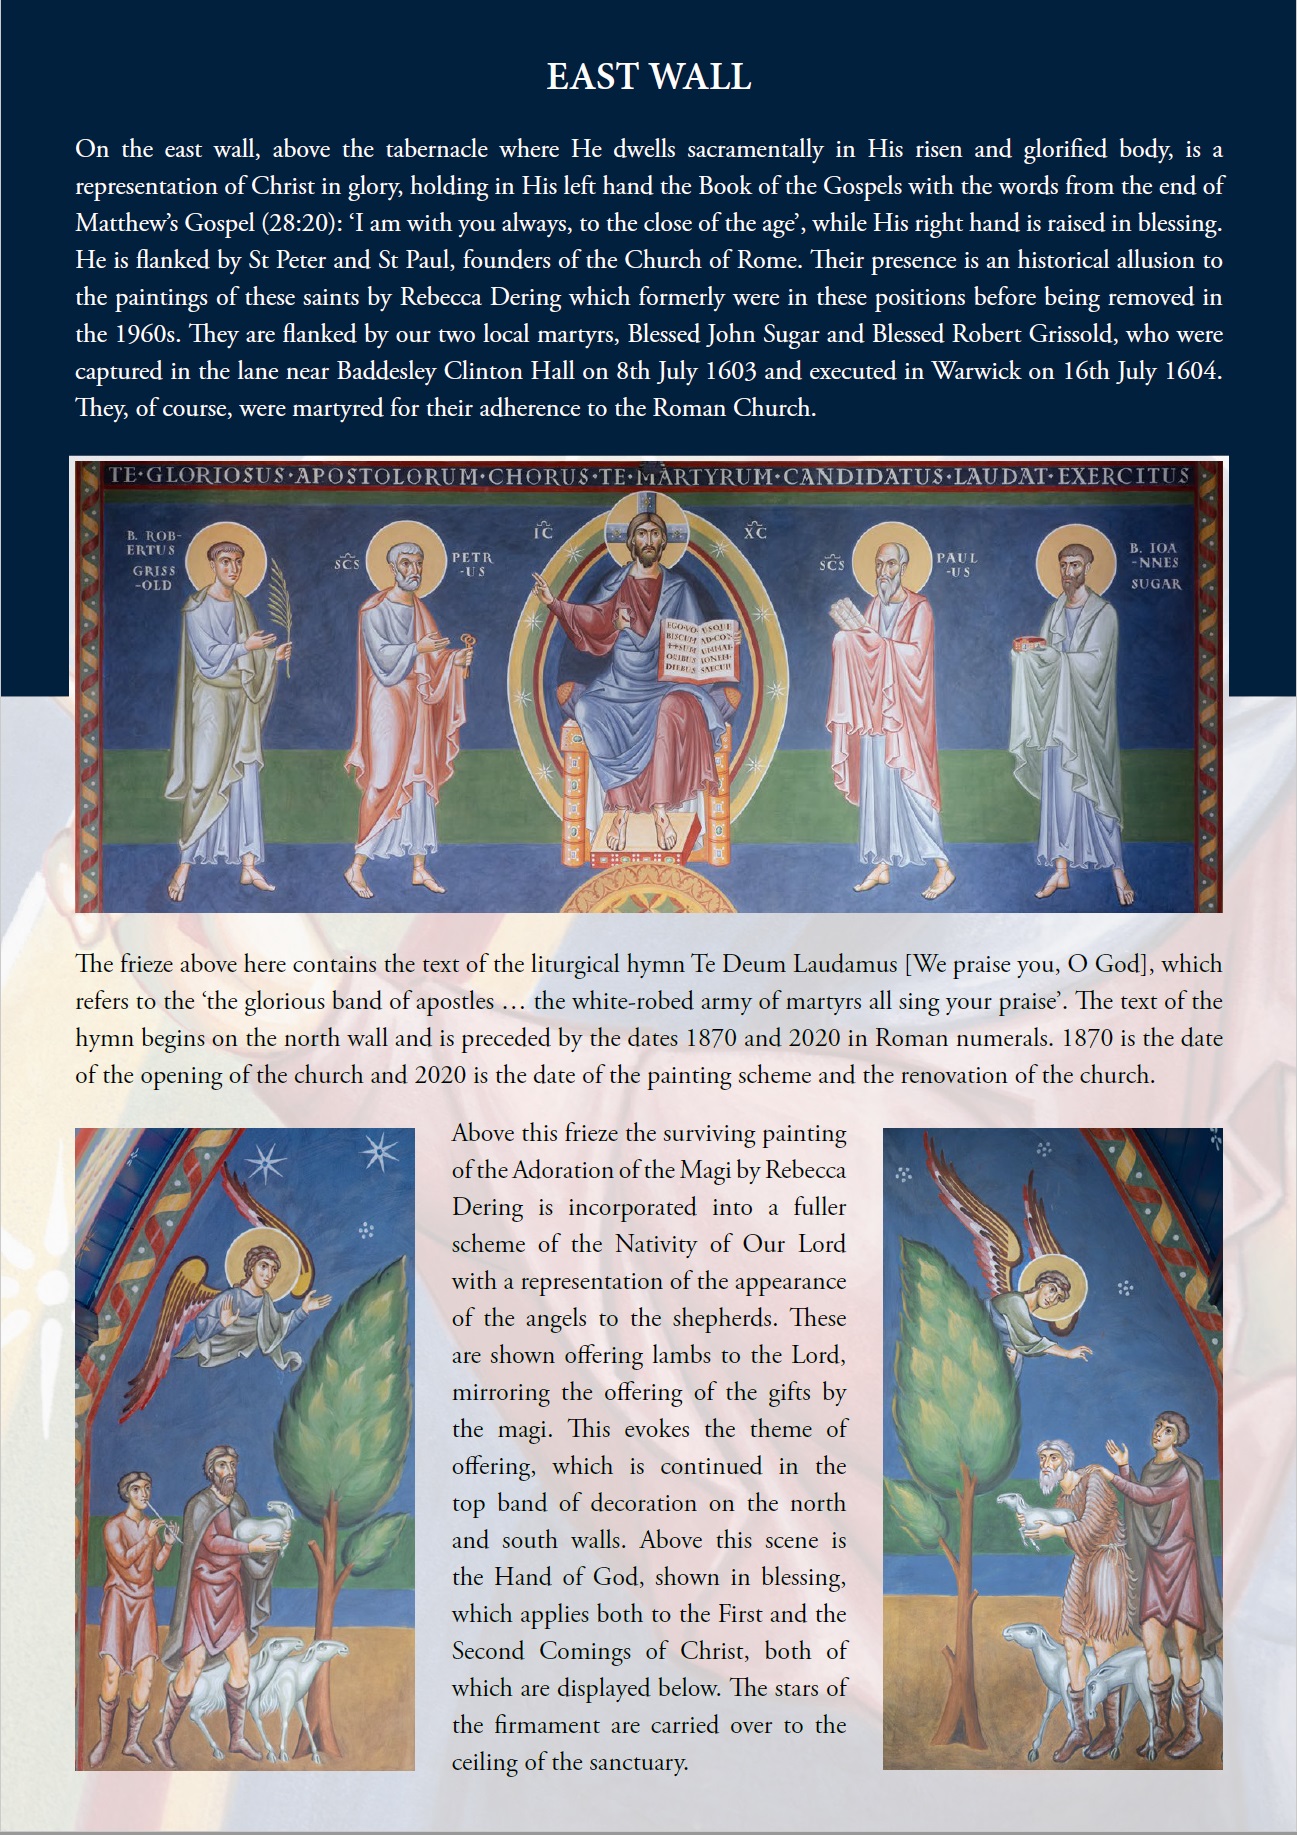 EAST WALL
On the east wall, above the tabernacle where He dwells sacramentally in His risen and glorified body, is a
representation of Christ in glory, holding in His left hand the Book of the Gospels with the words from the end of
Matthew’s Gospel (28:20): ‘I am with you always, to the close of the age’, while His right hand is raised in blessing.
He is flanked by St Peter and St Paul, founders of the Church of Rome. Their presence is an historical allusion to
the paintings of these saints by Rebecca Dering which formerly were in these positions before being removed in
the 1960s. They are flanked by our two local martyrs, Blessed John Sugar and Blessed Robert Grissold, who were
captured in the lane near Baddesley Clinton Hall on 8th July 1603 and executed in Warwick on 16th July 1604.
They, of course, were martyred for their adherence to the Roman Church.
TE·GLORIOSUS·APOSTOLORUM·CHORUS·TE·MARTYRUM·CANDIDATUS·LAUDAT·EXERCITUS
B. ROB-
ERTUS
GRISS
-OLD
SCS
PETR
-US
IC
XC
EGO·VO
BISCUM
SUM
OMNIB
DIEBUS
USQUE
AD·CON
SUMMAT
IONEM
SAECULI
SCS
PAUL
-US
B. IOA
-NNES
SUGAR
The frieze above here contains the text of the liturgical hymn Te Deum Laudamus [We praise you, O God], which
refers to the ‘the glorious band of apostles … the white-robed army of martyrs all sing your praise’. The text of the
hymn begins on the north wall and is preceded by the dates 1870 and 2020 in Roman numerals. 1870 is the date
of the opening of the church and 2020 is the date of the painting scheme and the renovation of the church.
Above this frieze the surviving painting
of the Adoration of the Magi by Rebecca
Dering is incorporated into a fuller
scheme of the Nativity of Our Lord
with a representation of the appearance
of the angels to the shepherds. These
are shown offering lambs to the Lord,
mirroring the offering of the gifts by
the magi. This evokes the theme of
offering, which is continued in the
top band of decoration on the north
and south walls. Above this scene is
the Hand of God, shown in blessing,
which applies both to the First and the
Second Comings of Christ, both of
which are displayed below. The stars of
the firmament are carried over to the
ceiling of the sanctuary.